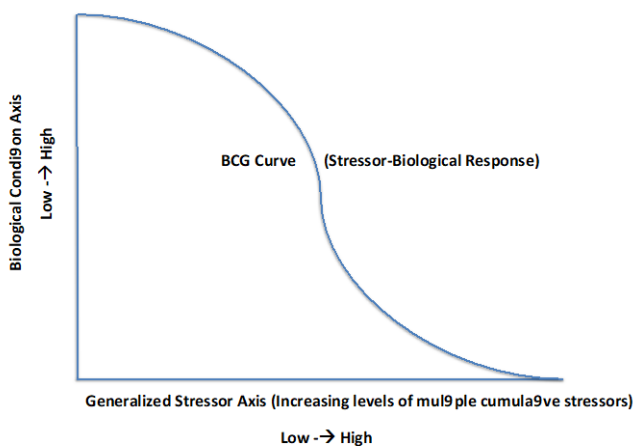 Biological Condi9on Axis
Low -→ High
BCG Curve (Stressor-Biological Response)
Generalized Stressor Axis (Increasing levels of mul9ple cumula9ve stressors)
Low -→ High